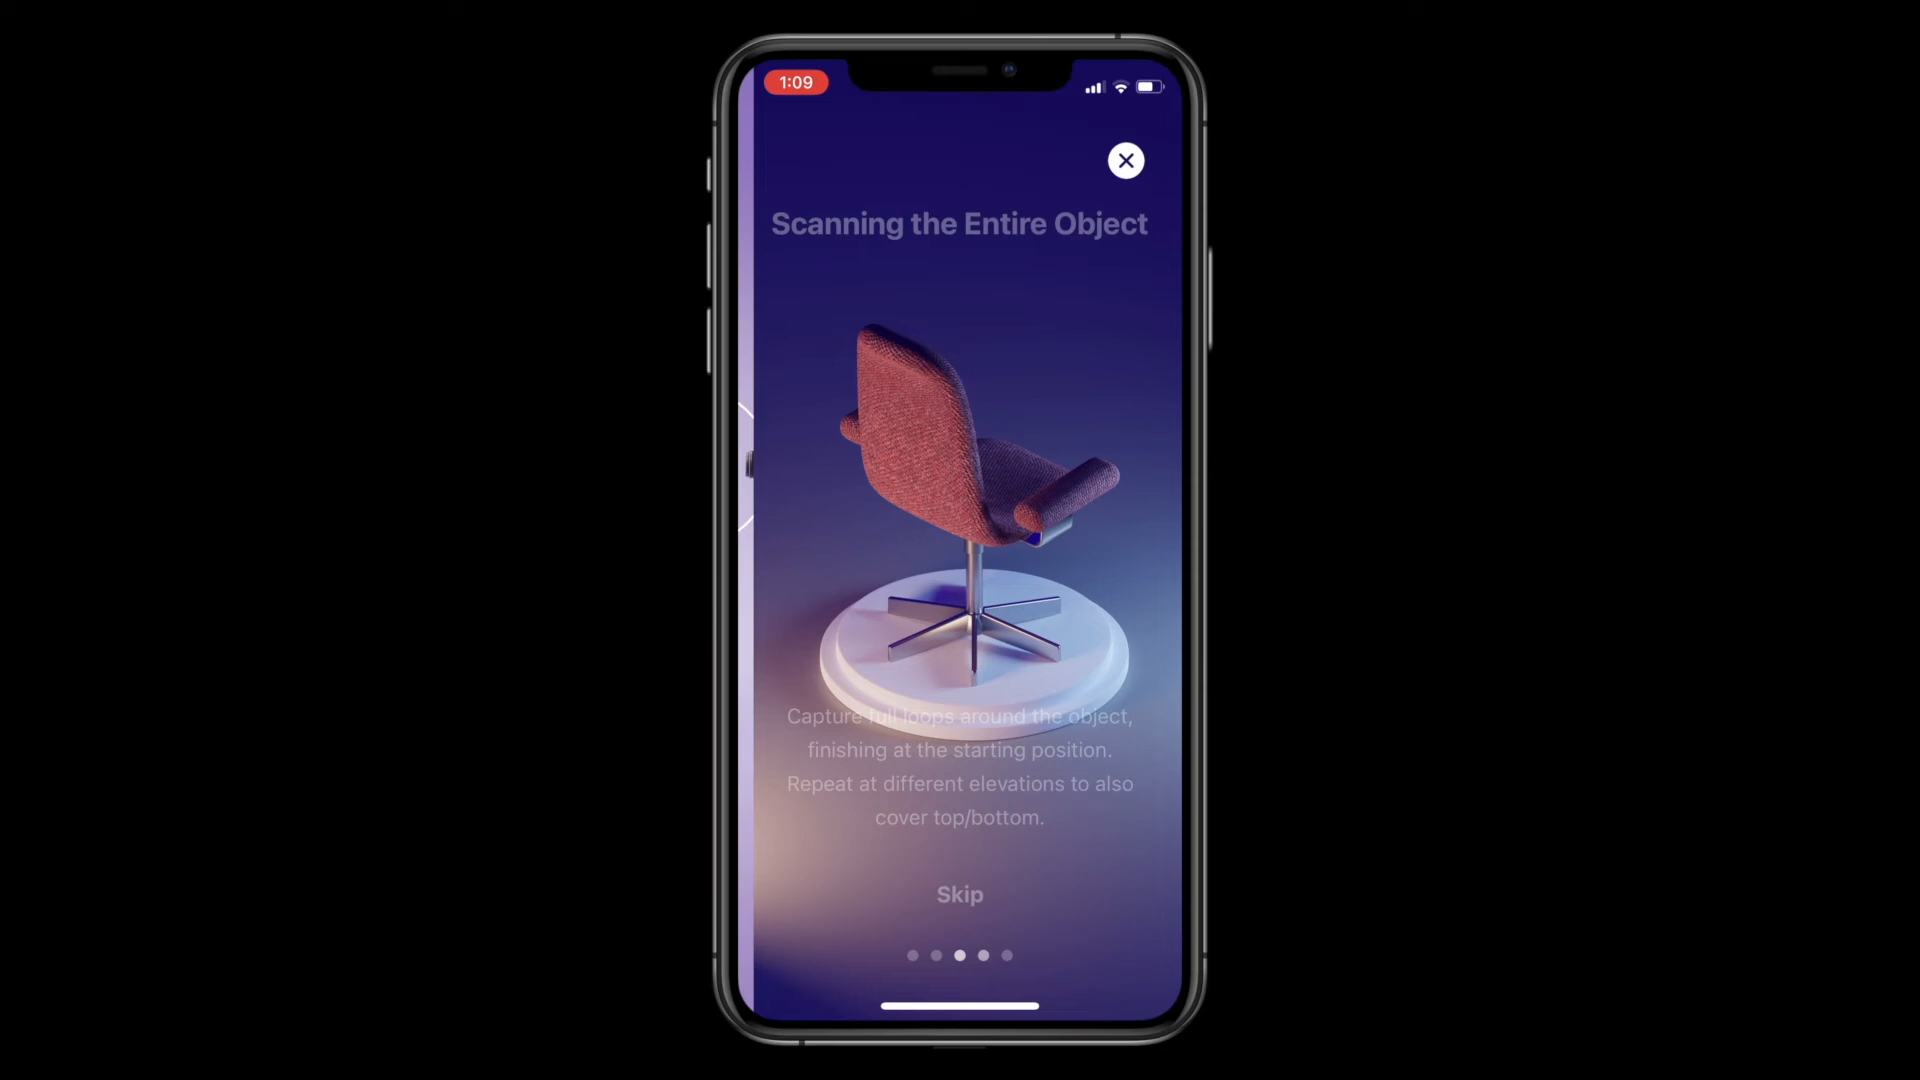 1:09
Scanning the Entire Object
Capture full loops around the object,
finishing at the starting position.
Repeat at different elevations to also
cover top/bottom.
Skip